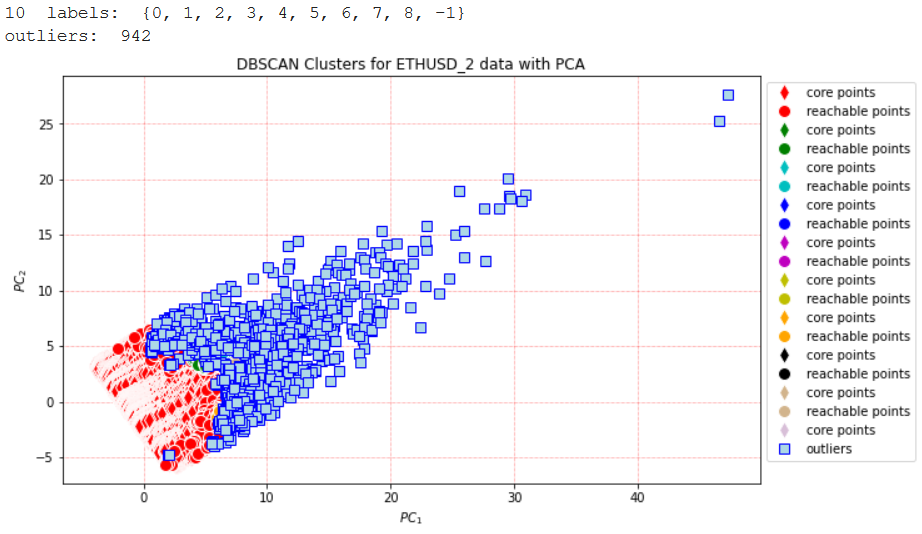 10 labels: {0, 1, 2, 3, 4, 5, 6, 7, 8, -1}
outliers: 942
DBSCAN Clusters for ETHUSD_2 data with PCA
25
20
15
10
5
0
−5
PC2
0 10 20 30 40
PC1
core points
reachable points
core points
reachable points
core points
reachable points
core points
reachable points
core points
reachable points
core points
reachable points
core points
reachable points
core points
reachable points
core points
reachable points
core points
outliers